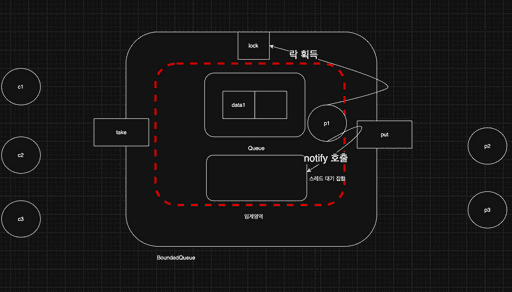 lock
락 획득
c1
data1
p1
take
put
Queue
p2
c2
notify 호출
스레드 대기 집합
p3
c3
임계영역
BoundedQueue